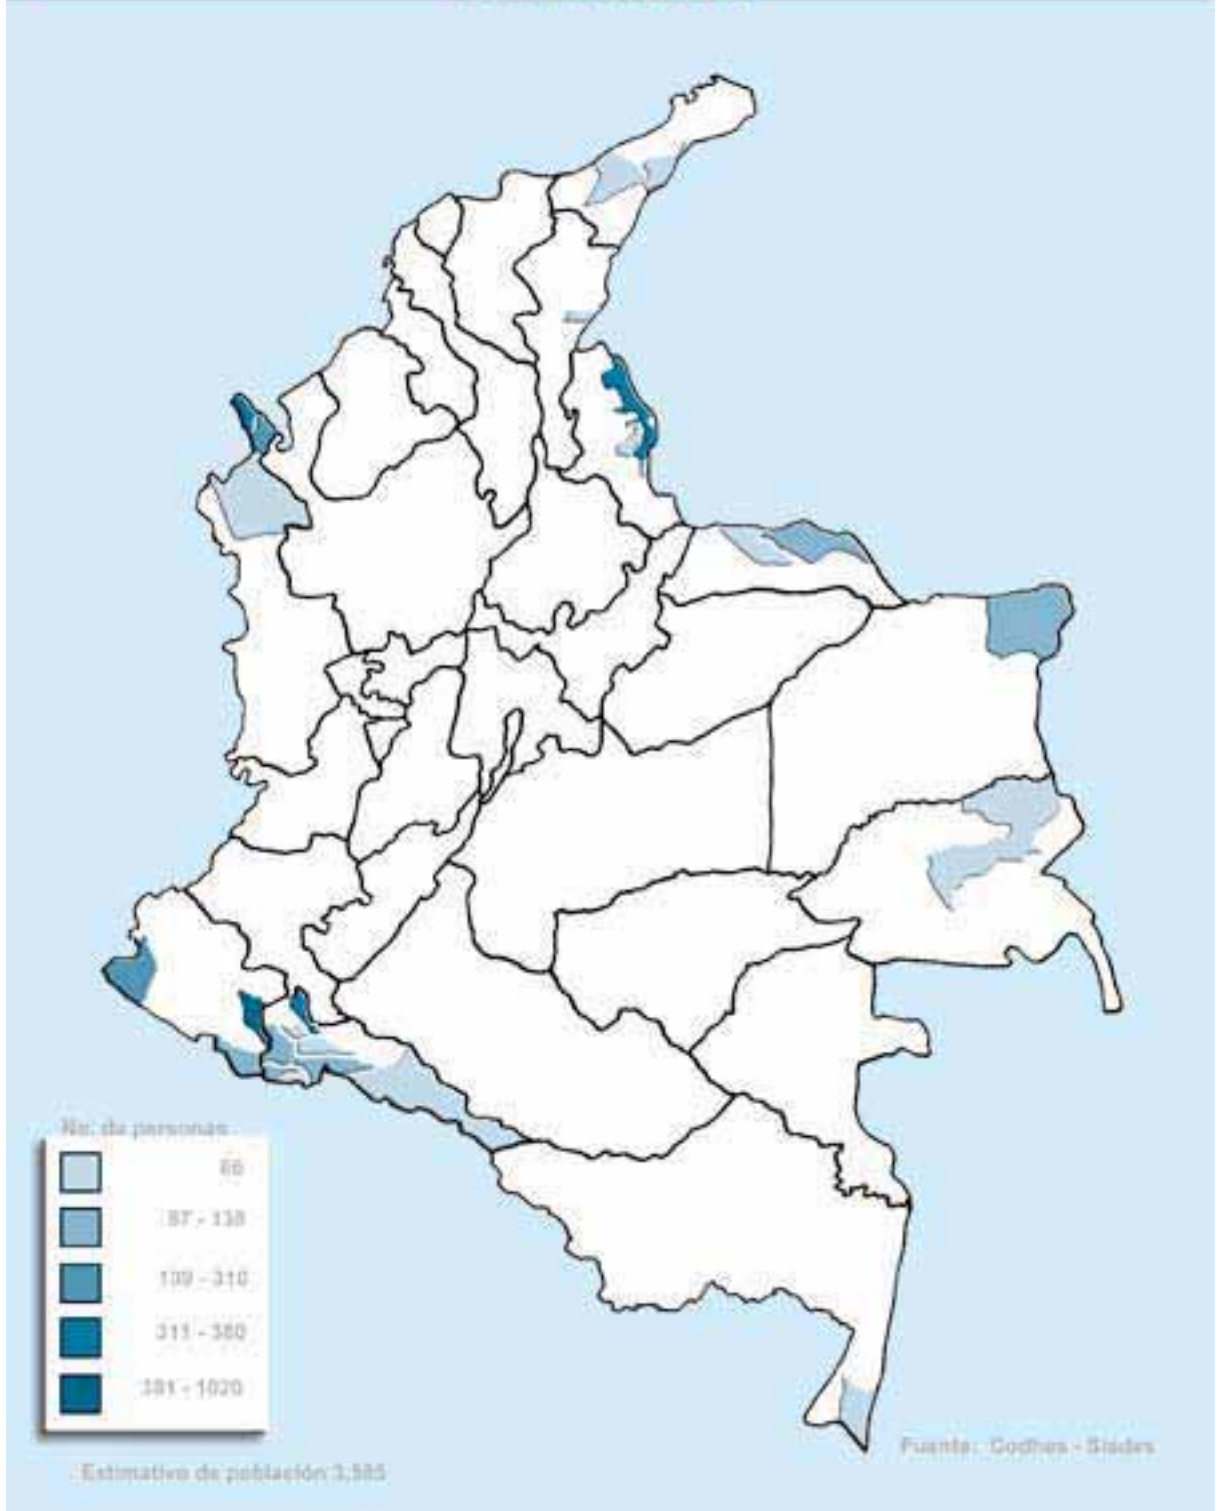 No. de personas
66
87 - 138
139 - 310
311 - 380
381 - 1020
Fuente: Codhes - Sisdes
Estimativo de población 3.585